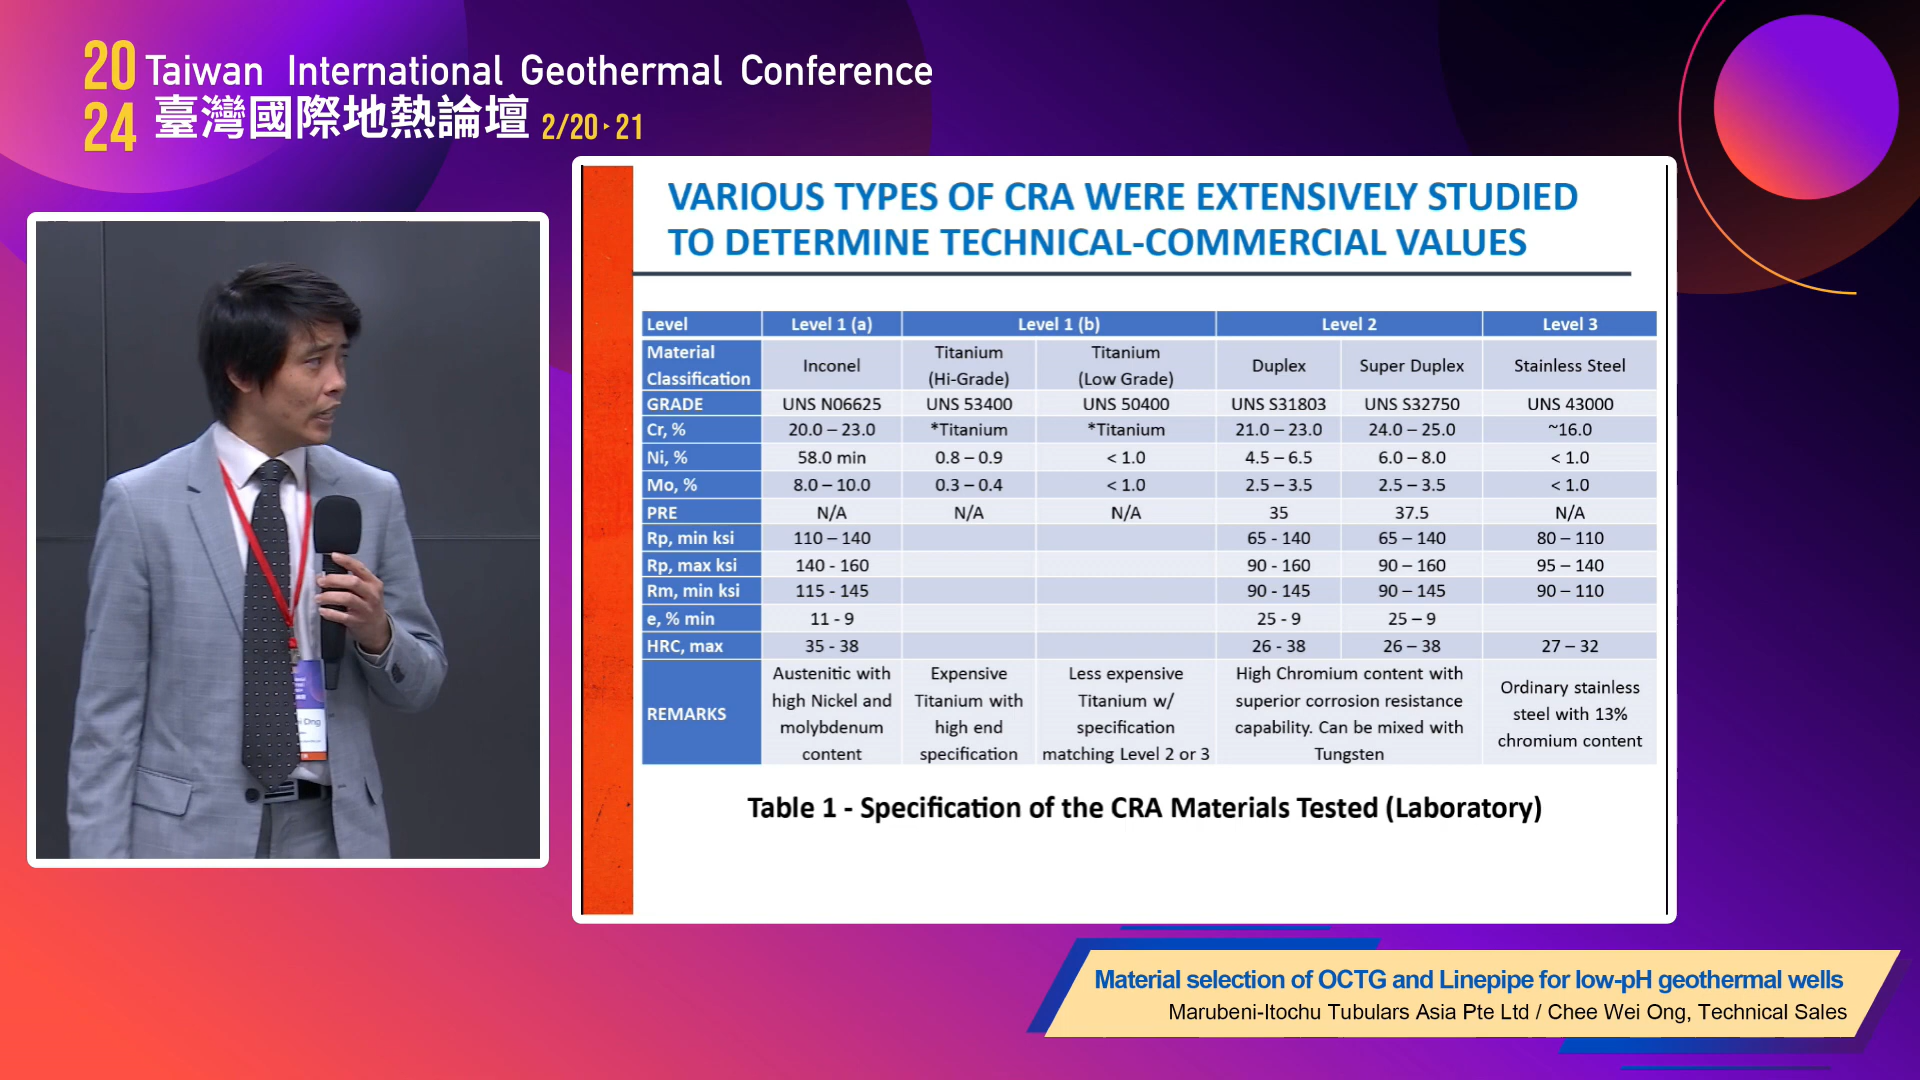 2024 Taiwan International Geothermal Conference
臺灣國際地熱論壇 2/20▸21
VARIOUS TYPES OF CRA WERE EXTENSIVELY STUDIED
TO DETERMINE TECHNICAL-COMMERCIAL VALUES
Level Level 1 (a) Level 1 (b) Level 2 Level 3
Material Classification Inconel Titanium (Hi-Grade) Titanium (Low Grade) Duplex Super Duplex Stainless Steel
GRADE UNS N06625 UNS 53400 UNS 50400 UNS S31803 UNS S32750 UNS 43000
Cr, % 20.0 – 23.0 *Titanium *Titanium 21.0 – 23.0 24.0 – 25.0 ~16.0
Ni, % 58.0 min 0.8 – 0.9 < 1.0 4.5 – 6.5 6.0 – 8.0 < 1.0
Mo, % 8.0 – 10.0 0.3 – 0.4 < 1.0 2.5 – 3.5 2.5 – 3.5 < 1.0
PRE N/A N/A N/A 35 37.5 N/A
Rp, min ksi 110 – 140 65 - 140 65 – 140 80 – 110
Rp, max ksi 140 - 160 90 - 160 90 – 160 95 – 140
Rm, min ksi 115 - 145 90 - 145 90 – 145 90 – 110
e, % min 11 - 9 25 - 9 25 – 9
HRC, max 35 - 38 26 - 38 26 – 38 27 – 32
REMARKS Austenitic with high Nickel and molybdenum content Expensive Titanium with high end specification Less expensive Titanium w/ specification matching Level 2 or 3 High Chromium content with superior corrosion resistance capability. Can be mixed with Tungsten Ordinary stainless steel with 13% chromium content
Table 1 - Specification of the CRA Materials Tested (Laboratory)
Ong
Material selection of OCTG and Linepipe for low-pH geothermal wells
Marubeni-Itochu Tubulars Asia Pte Ltd / Chee Wei Ong, Technical Sales